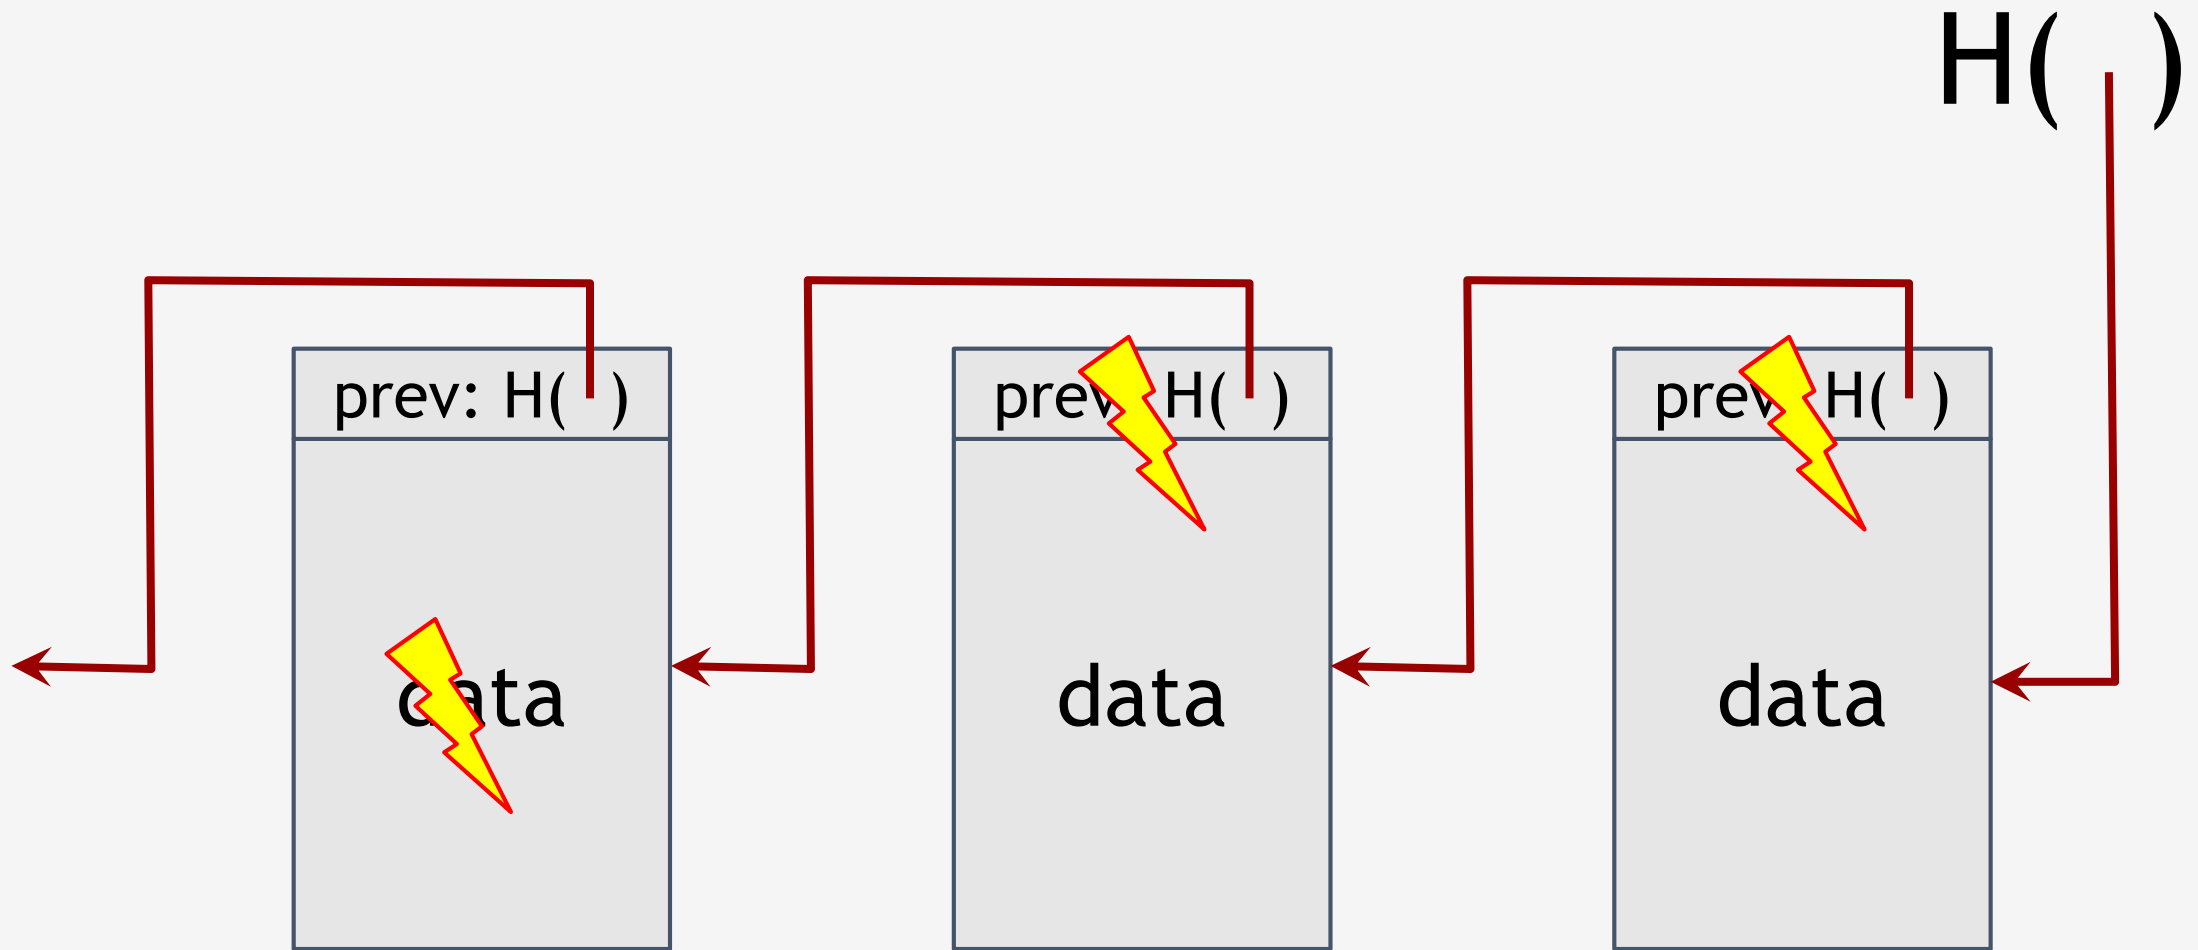 H( )
prev: H( )
prev: H( )
prev: H( )
data
data
data